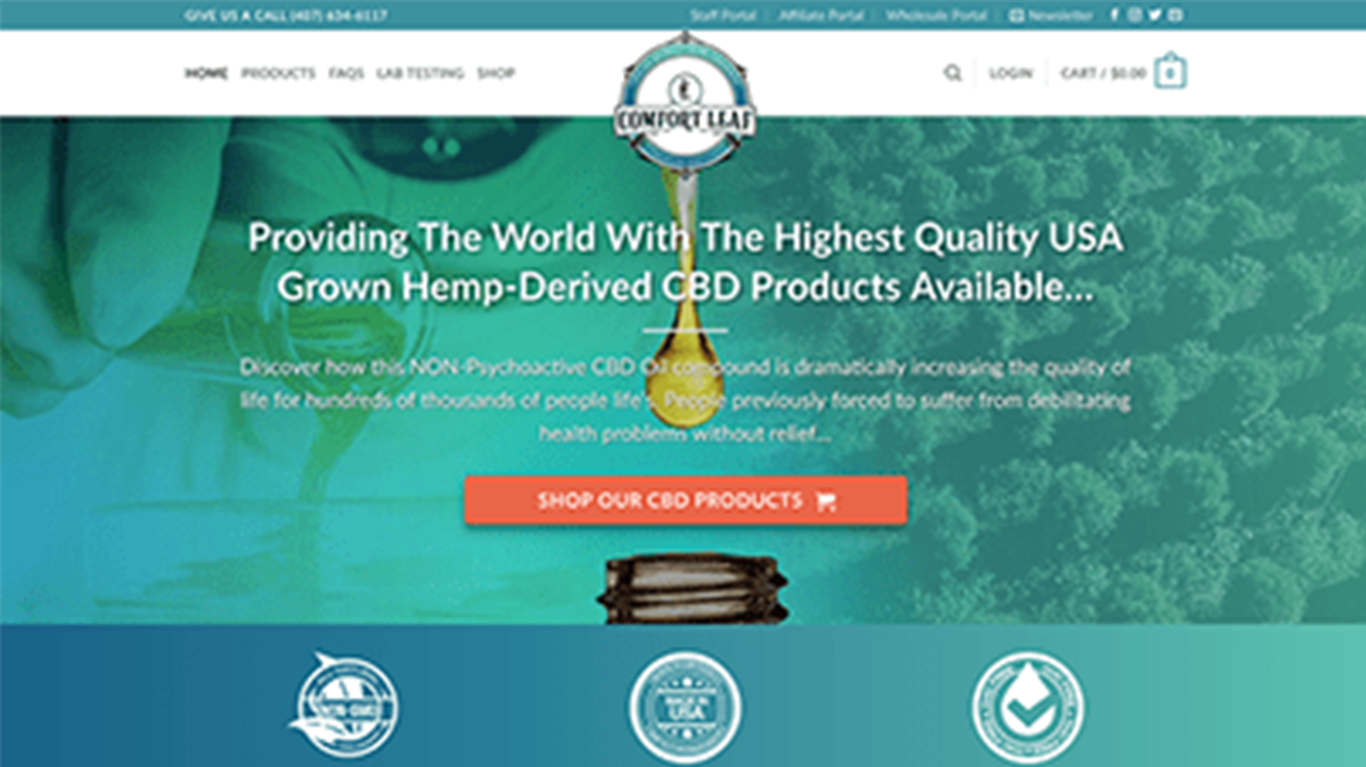 GIVE US A CALL (407) 634-6117
Staff Portal
Affiliate Portal
Wholesale Portal
Newsletter
HOME
PRODUCTS
FAQS
LAB TESTING
SHOP
COMFORT LEAF
LOGIN
CART / $0.00
0
Providing The World With The Highest Quality USA
Grown Hemp-Derived CBD Products Available...
Discover how this NON-Psychoactive CBD Oil compound is dramatically increasing the quality of
life for hundreds of thousands of people life's. People previously forced to suffer from debilitating
health problems without relief...
SHOP OUR CBD PRODUCTS
NON-GMO
MADE IN
USA